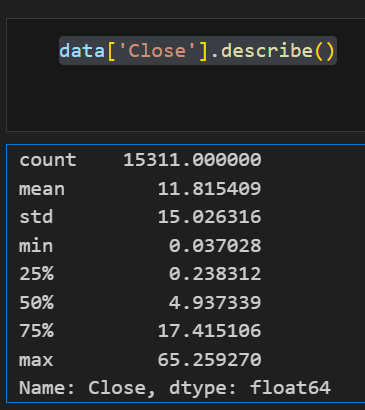 data['Close'].describe()
count    15311.000000
mean        11.815409
std         15.026316
min          0.037028
25%          0.238312
50%          4.937339
75%         17.415106
max         65.259270
Name: Close, dtype: float64